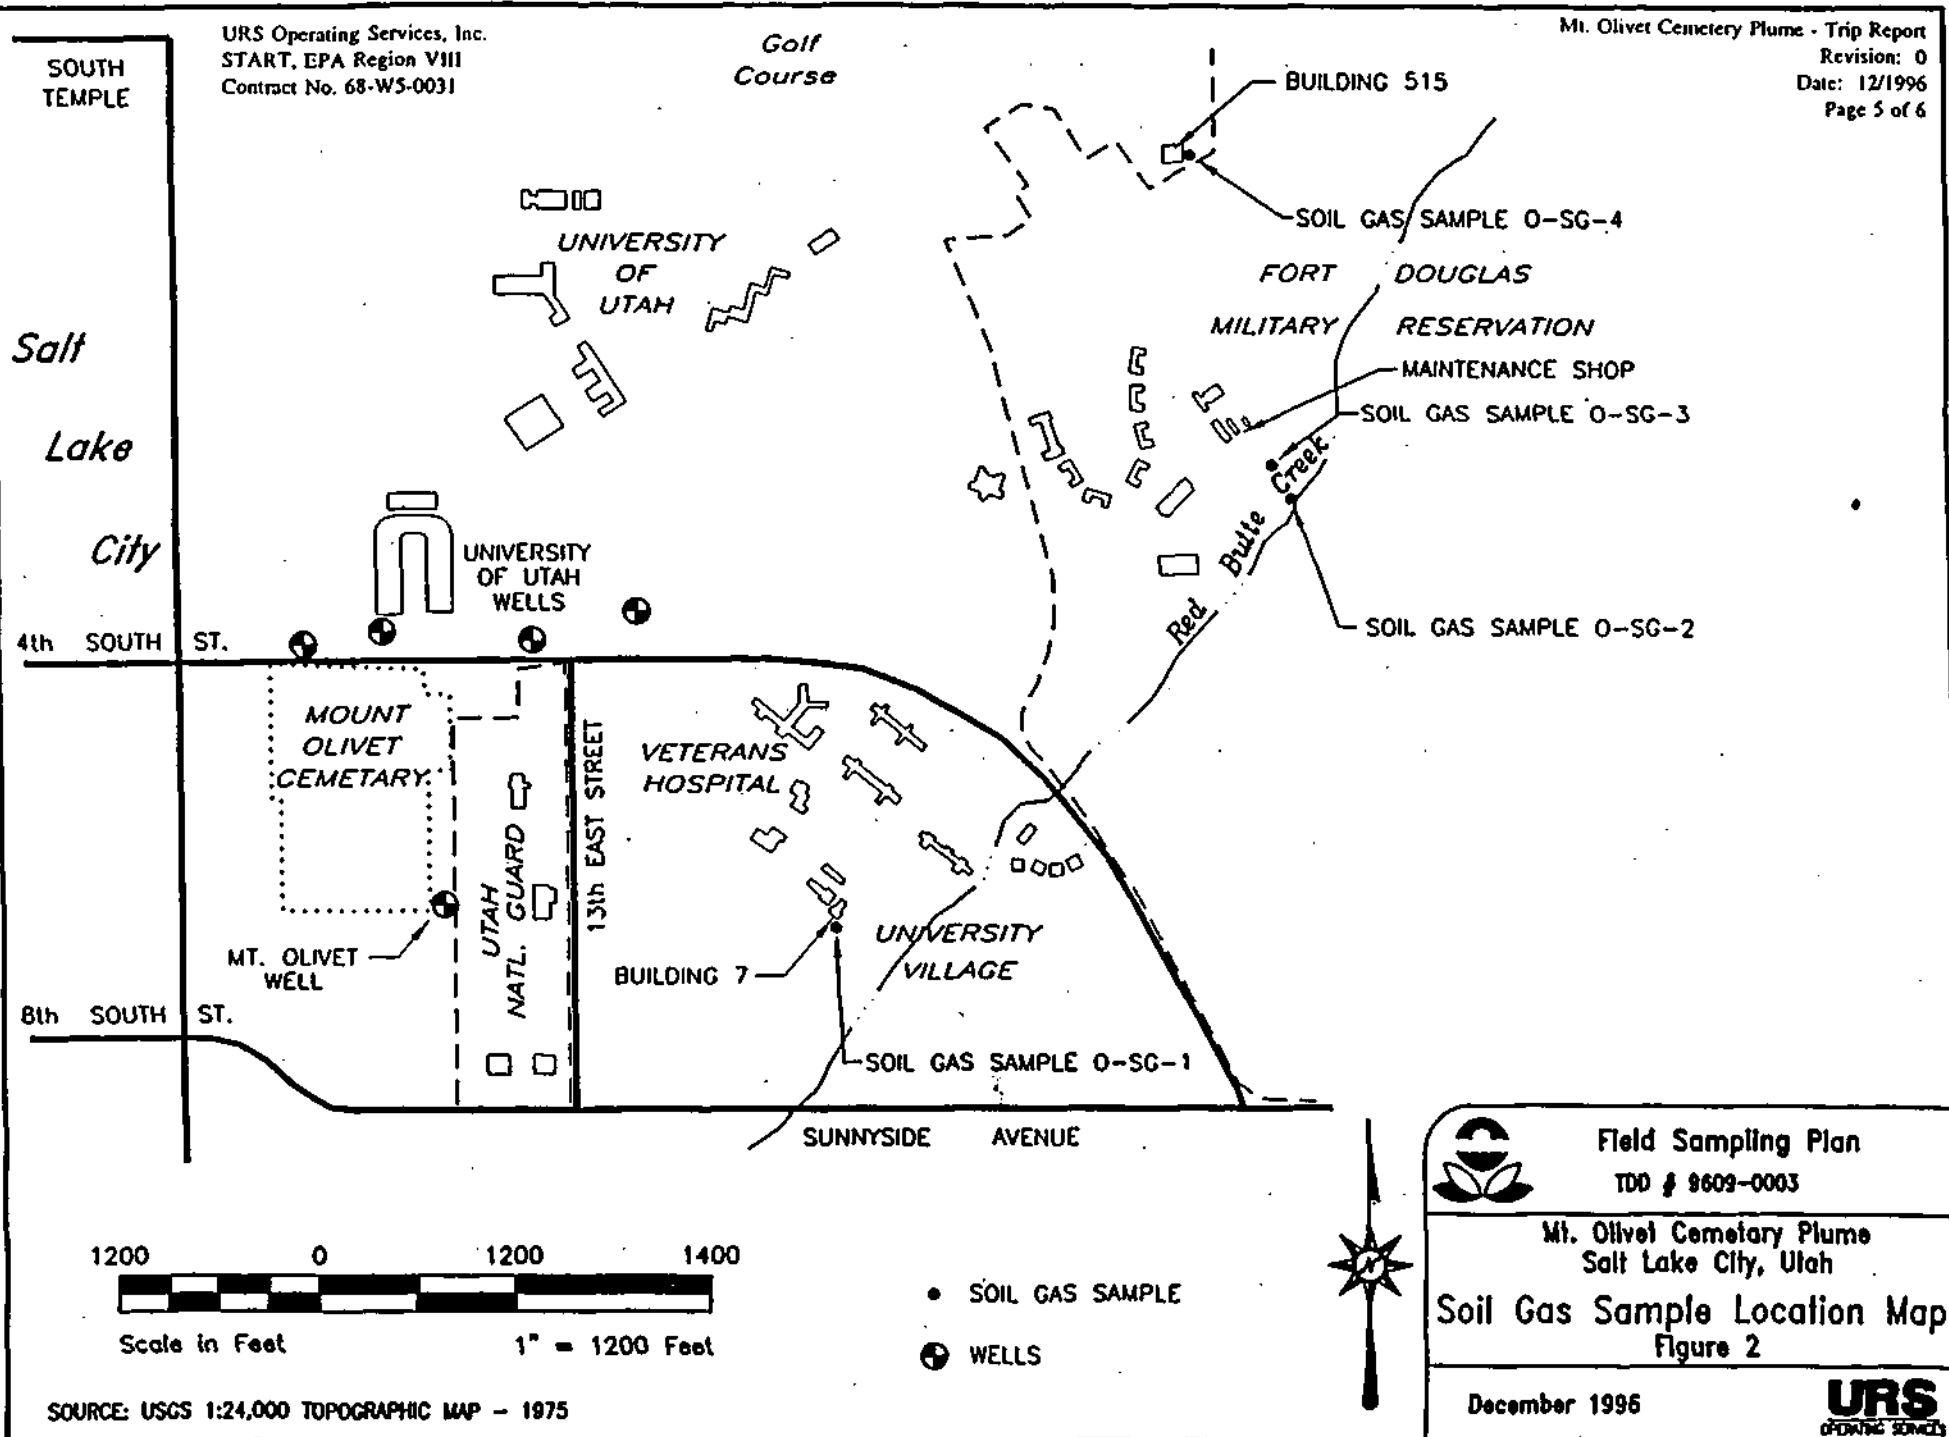 URS Operating Services, Inc.
START, EPA Region VIII
Contract No. 68-W5-0031
Mt. Olivet Cemetery Plume - Trip Report
Revision: 0
Date: 12/1996
Page 5 of 6
SOUTH
TEMPLE
Golf
Course
BUILDING 515
SOIL GAS SAMPLE O-SG-4
UNIVERSITY
OF
UTAH
FORT DOUGLAS
MILITARY RESERVATION
MAINTENANCE SHOP
SOIL GAS SAMPLE O-SG-3
Salt
Lake
City
Red Butte Creek
UNIVERSITY
OF UTAH
WELLS
SOIL GAS SAMPLE O-SG-2
4th SOUTH ST.
MOUNT
OLIVET
CEMETARY
UTAH
NATL. GUARD
13th EAST STREET
VETERANS
HOSPITAL
MT. OLIVET
WELL
BUILDING 7
UNIVERSITY
VILLAGE
8th SOUTH ST.
SOIL GAS SAMPLE O-SG-1
SUNNYSIDE AVENUE
1200 0 1200 1400
Scale in Feet 1" = 1200 Feet
SOIL GAS SAMPLE
WELLS
N
SOURCE: USGS 1:24,000 TOPOGRAPHIC MAP - 1975
Field Sampling Plan
TDD # 9609-0003
Mt. Olivet Cemetary Plume
Salt Lake City, Utah
Soil Gas Sample Location Map
Figure 2
December 1996
URS
OPERATING SERVICES